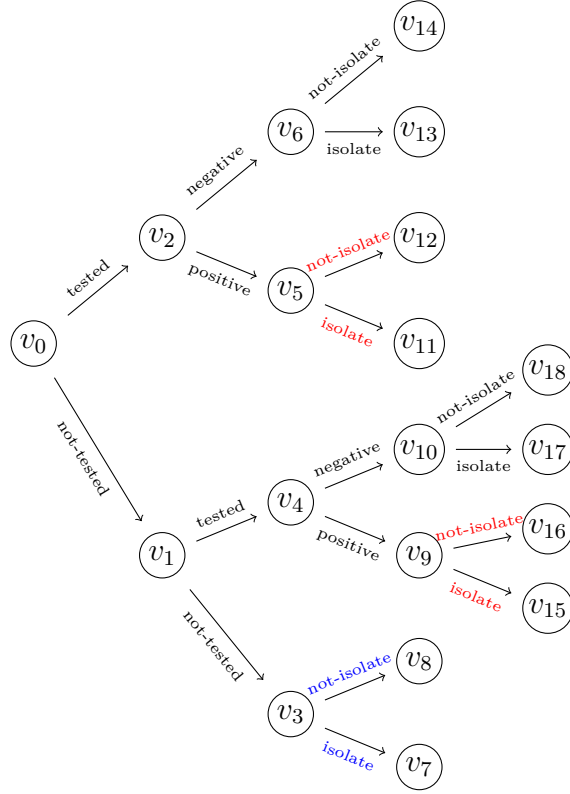 v14
not-isolate
v6
v13
isolate
negative
v2
v12
not-isolate
positive
v5
tested
isolate
v11
v0
v18
not-isolate
v10
v17
negative
isolate
not-tested
v4
tested
v16
not-isolate
positive
v9
v1
isolate
v15
not-tested
v8
not-isolate
v3
isolate
v7